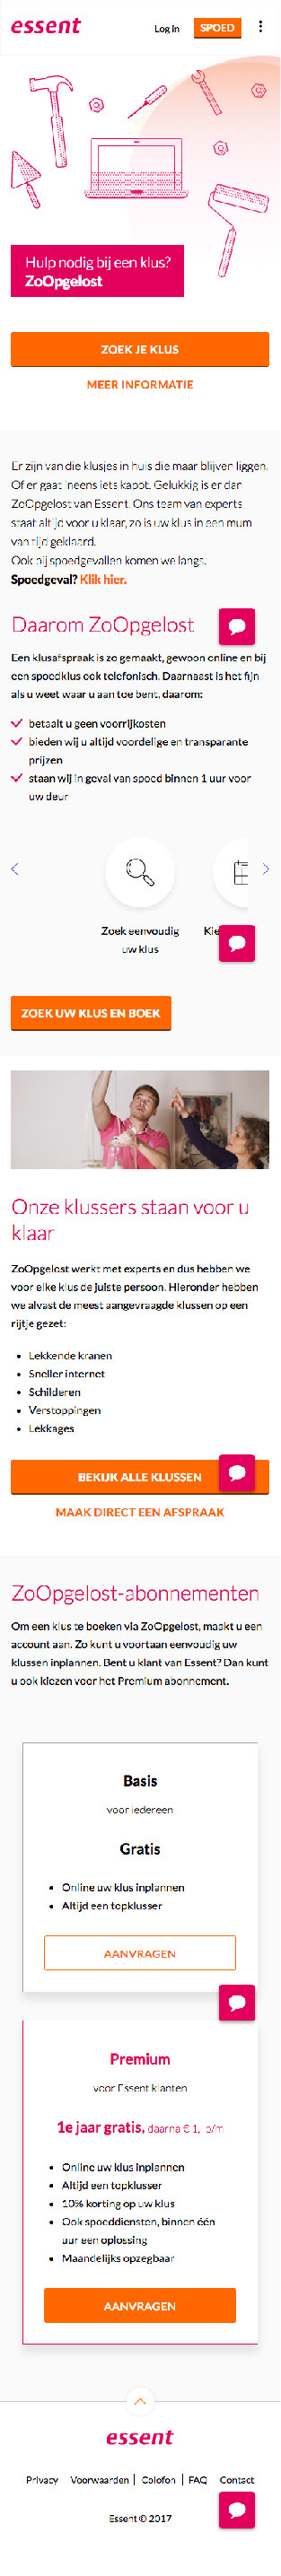 essent
Log in
SPOED
Hulp nodig bij een klus?
ZoOpgelost
ZOEK JE KLUS
MEER INFORMATIE
Er zijn van die klusjes in huis die maar blijven liggen.
Of er gaat ineens iets kapot. Gelukkig is er dan
ZoOpgelost van Essent. Ons team van experts
staat altijd voor u klaar, zo is uw klus in een mum
van tijd geklaard.
Ook bij spoedgevallen komen we langs.
Spoedgeval? Klik hier.
Daarom ZoOpgelost
Een klusafspraak is zo gemaakt, gewoon online en bij
een spoedklus ook telefonisch. Daarnaast is het fijn
als u weet waar u aan toe bent, daarom:
betaalt u geen voorrijkosten
bieden wij u altijd voordelige en transparante
prijzen
staan wij in geval van spoed binnen 1 uur voor
uw deur
Zoek eenvoudig
uw klus
Kie
ZOEK UW KLUS EN BOEK
Onze klussers staan voor u
klaar
ZoOpgelost werkt met experts en dus hebben we
voor elke klus de juiste persoon. Hieronder hebben
we alvast de meest aangevraagde klussen op een
rijtje gezet:
• Lekkende kranen
• Sneller internet
• Schilderen
• Verstoppingen
• Lekkages
BEKIJK ALLE KLUSSEN
MAAK DIRECT EEN AFSPRAAK
ZoOpgelost-abonnementen
Om een klus te boeken via ZoOpgelost, maakt u een
account aan. Zo kunt u voortaan eenvoudig uw
klussen inplannen. Bent u klant van Essent? Dan kunt
u ook kiezen voor het Premium abonnement.
Basis
voor iedereen
Gratis
• Online uw klus inplannen
• Altijd een topklusser
AANVRAGEN
Premium
voor Essent klanten
1e jaar gratis, daarna € 1, p/m
• Online uw klus inplannen
• Altijd een topklusser
• 10% korting op uw klus
• Ook spoeddiensten, binnen één
uur een oplossing
• Maandelijks opzegbaar
AANVRAGEN
essent
Privacy Voorwaarden | Colofon | FAQ Contact
Essent © 2017